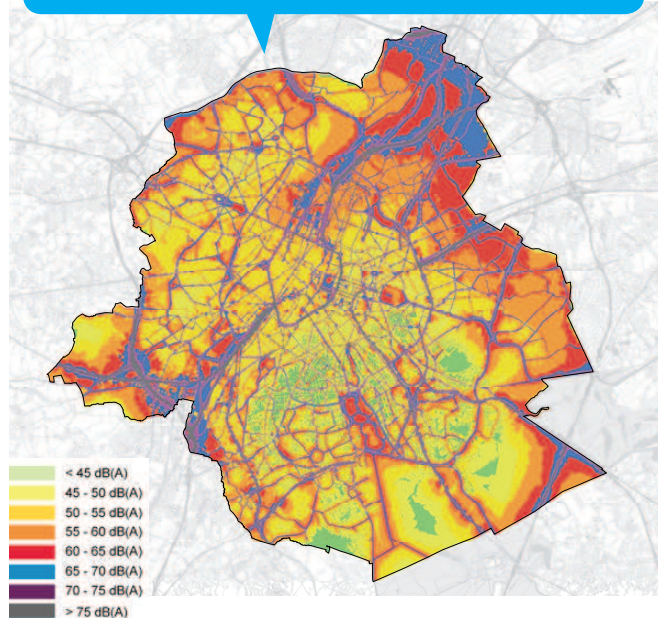 < 45 dB(A)
45 - 50 dB(A)
50 - 55 dB(A)
55 - 60 dB(A)
60 - 65 dB(A)
65 - 70 dB(A)
70 - 75 dB(A)
> 75 dB(A)